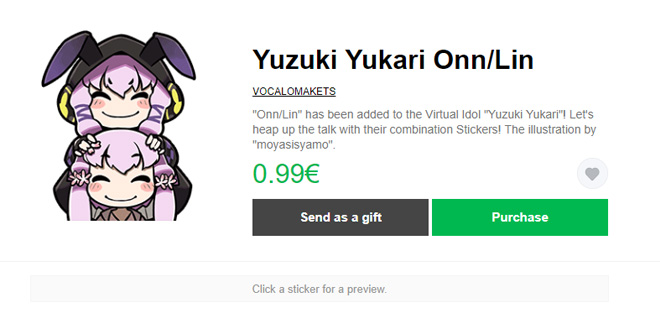 Yuzuki Yukari Onn/Lin
VOCALOMAKETS
"Onn/Lin" has been added to the Virtual Idol "Yuzuki Yukari"! Let's
heap up the talk with their combination Stickers! The illustration by
"moyasisyamo".
0.99€
Send as a gift
Purchase
Click a sticker for a preview.